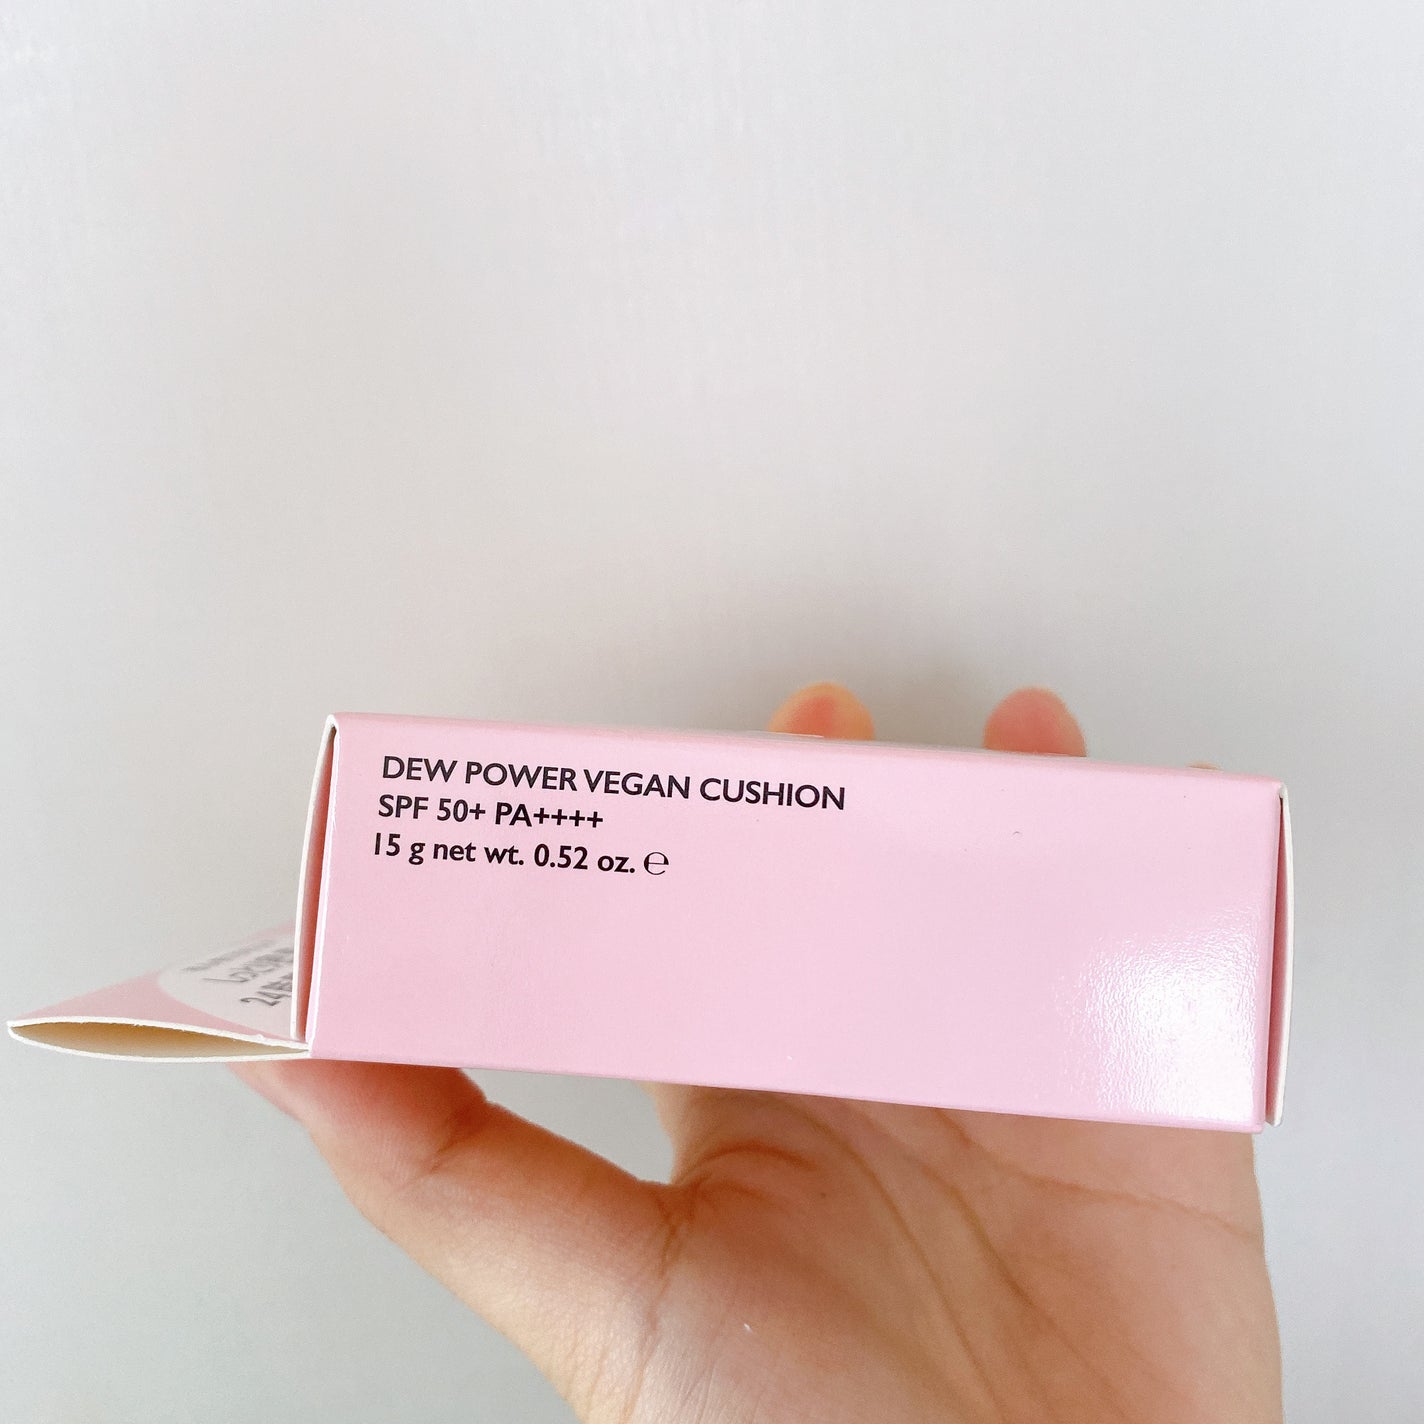 DEW POWER VEGAN CUSHION
SPF 50+ PA++++
15 g net wt. 0.52 oz. ℮